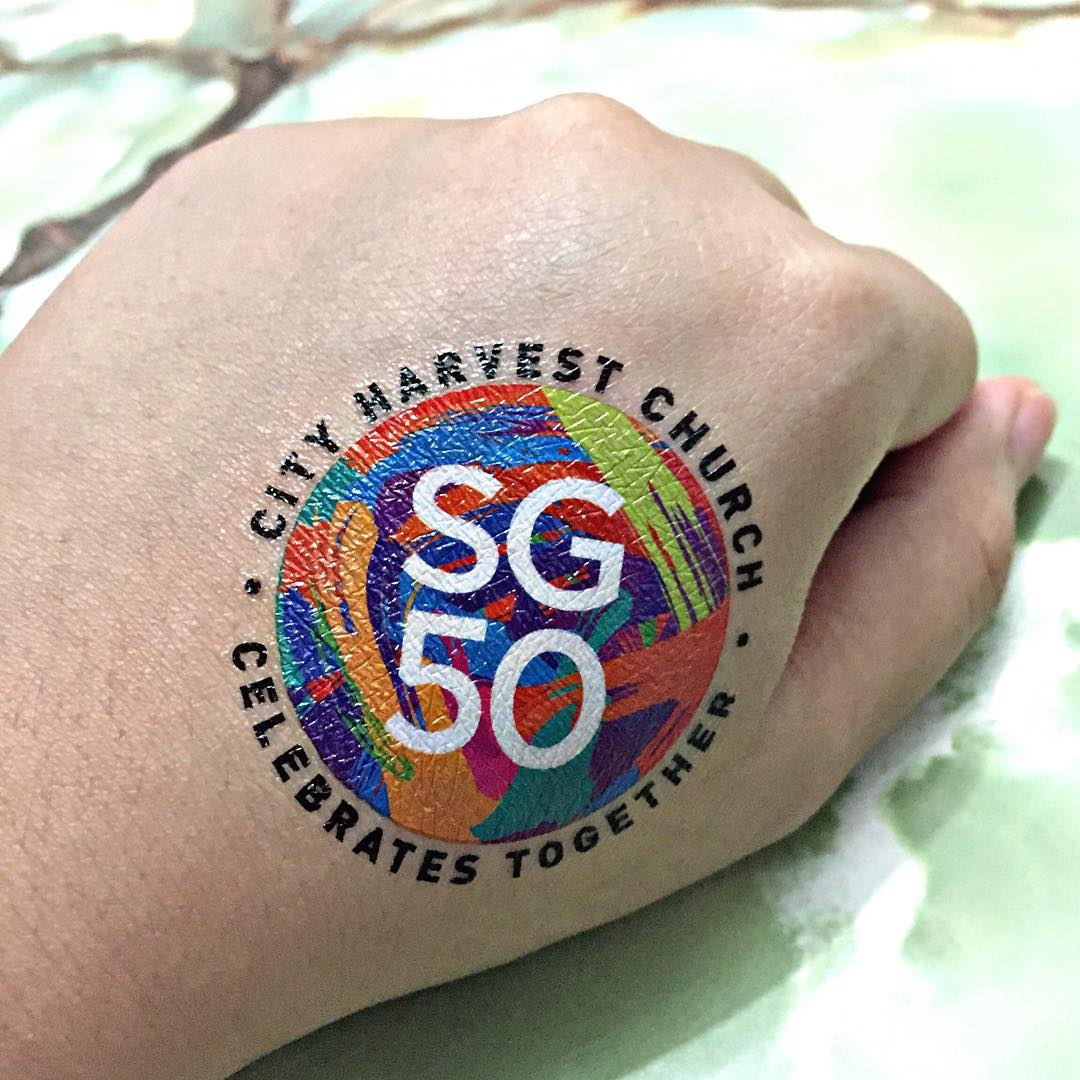 CITY HARVEST CHURCH
SG
50
• CELEBRATES TOGETHER •